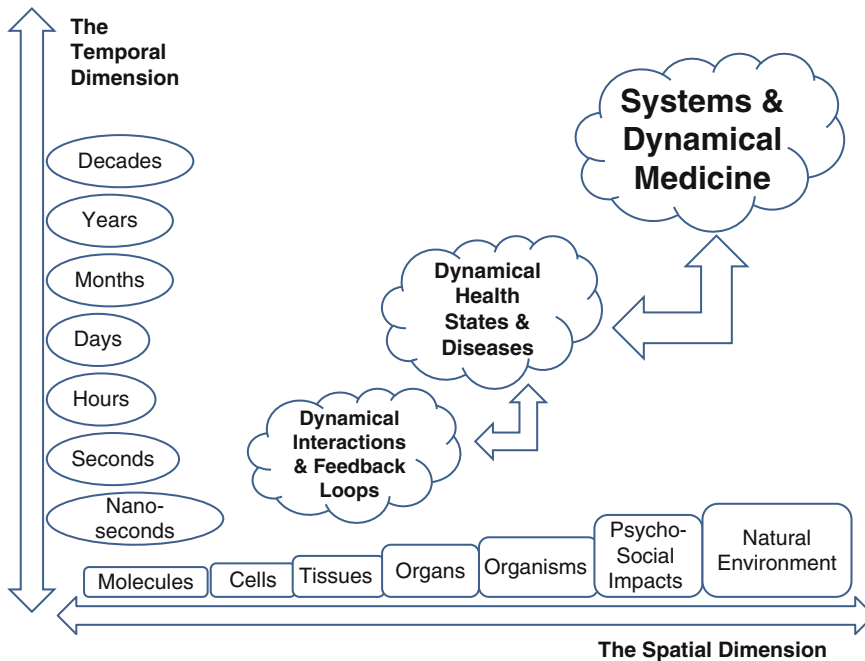 The
Temporal
Dimension
Decades
Years
Months
Days
Hours
Seconds
Nano-
seconds
Systems &
Dynamical
Medicine
Dynamical
Health
States &
Diseases
Dynamical
Interactions
& Feedback
Loops
Molecules
Cells
Tissues
Organs
Organisms
Psycho-
Social
Impacts
Natural
Environment
The Spatial Dimension